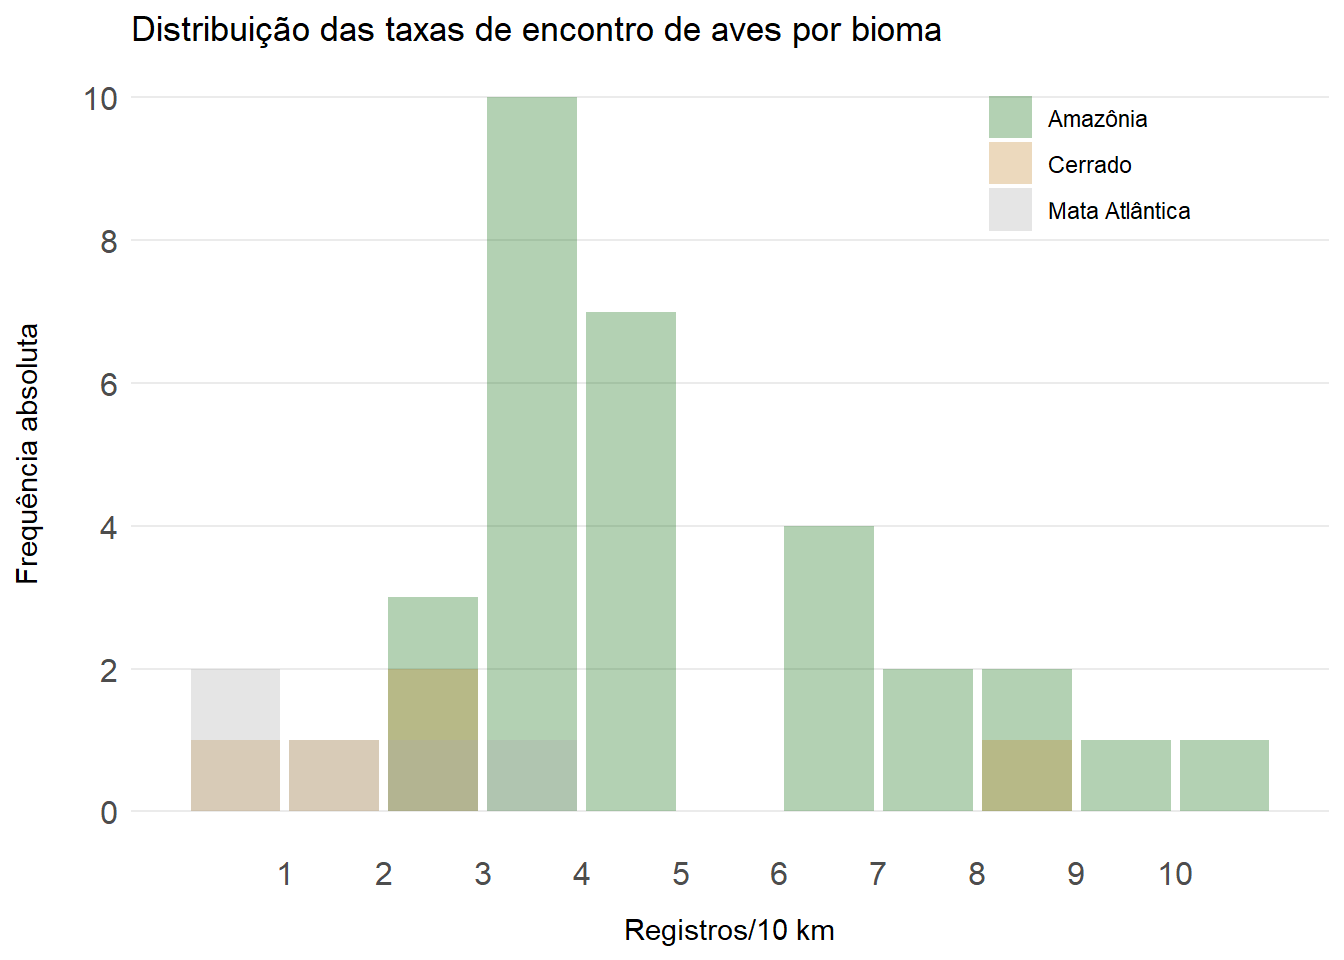 Distribuição das taxas de encontro de aves por bioma
Amazônia
Cerrado
Mata Atlântica
Frequência absoluta
10
8
6
4
2
0
1 2 3 4 5 6 7 8 9 10
Registros/10 km